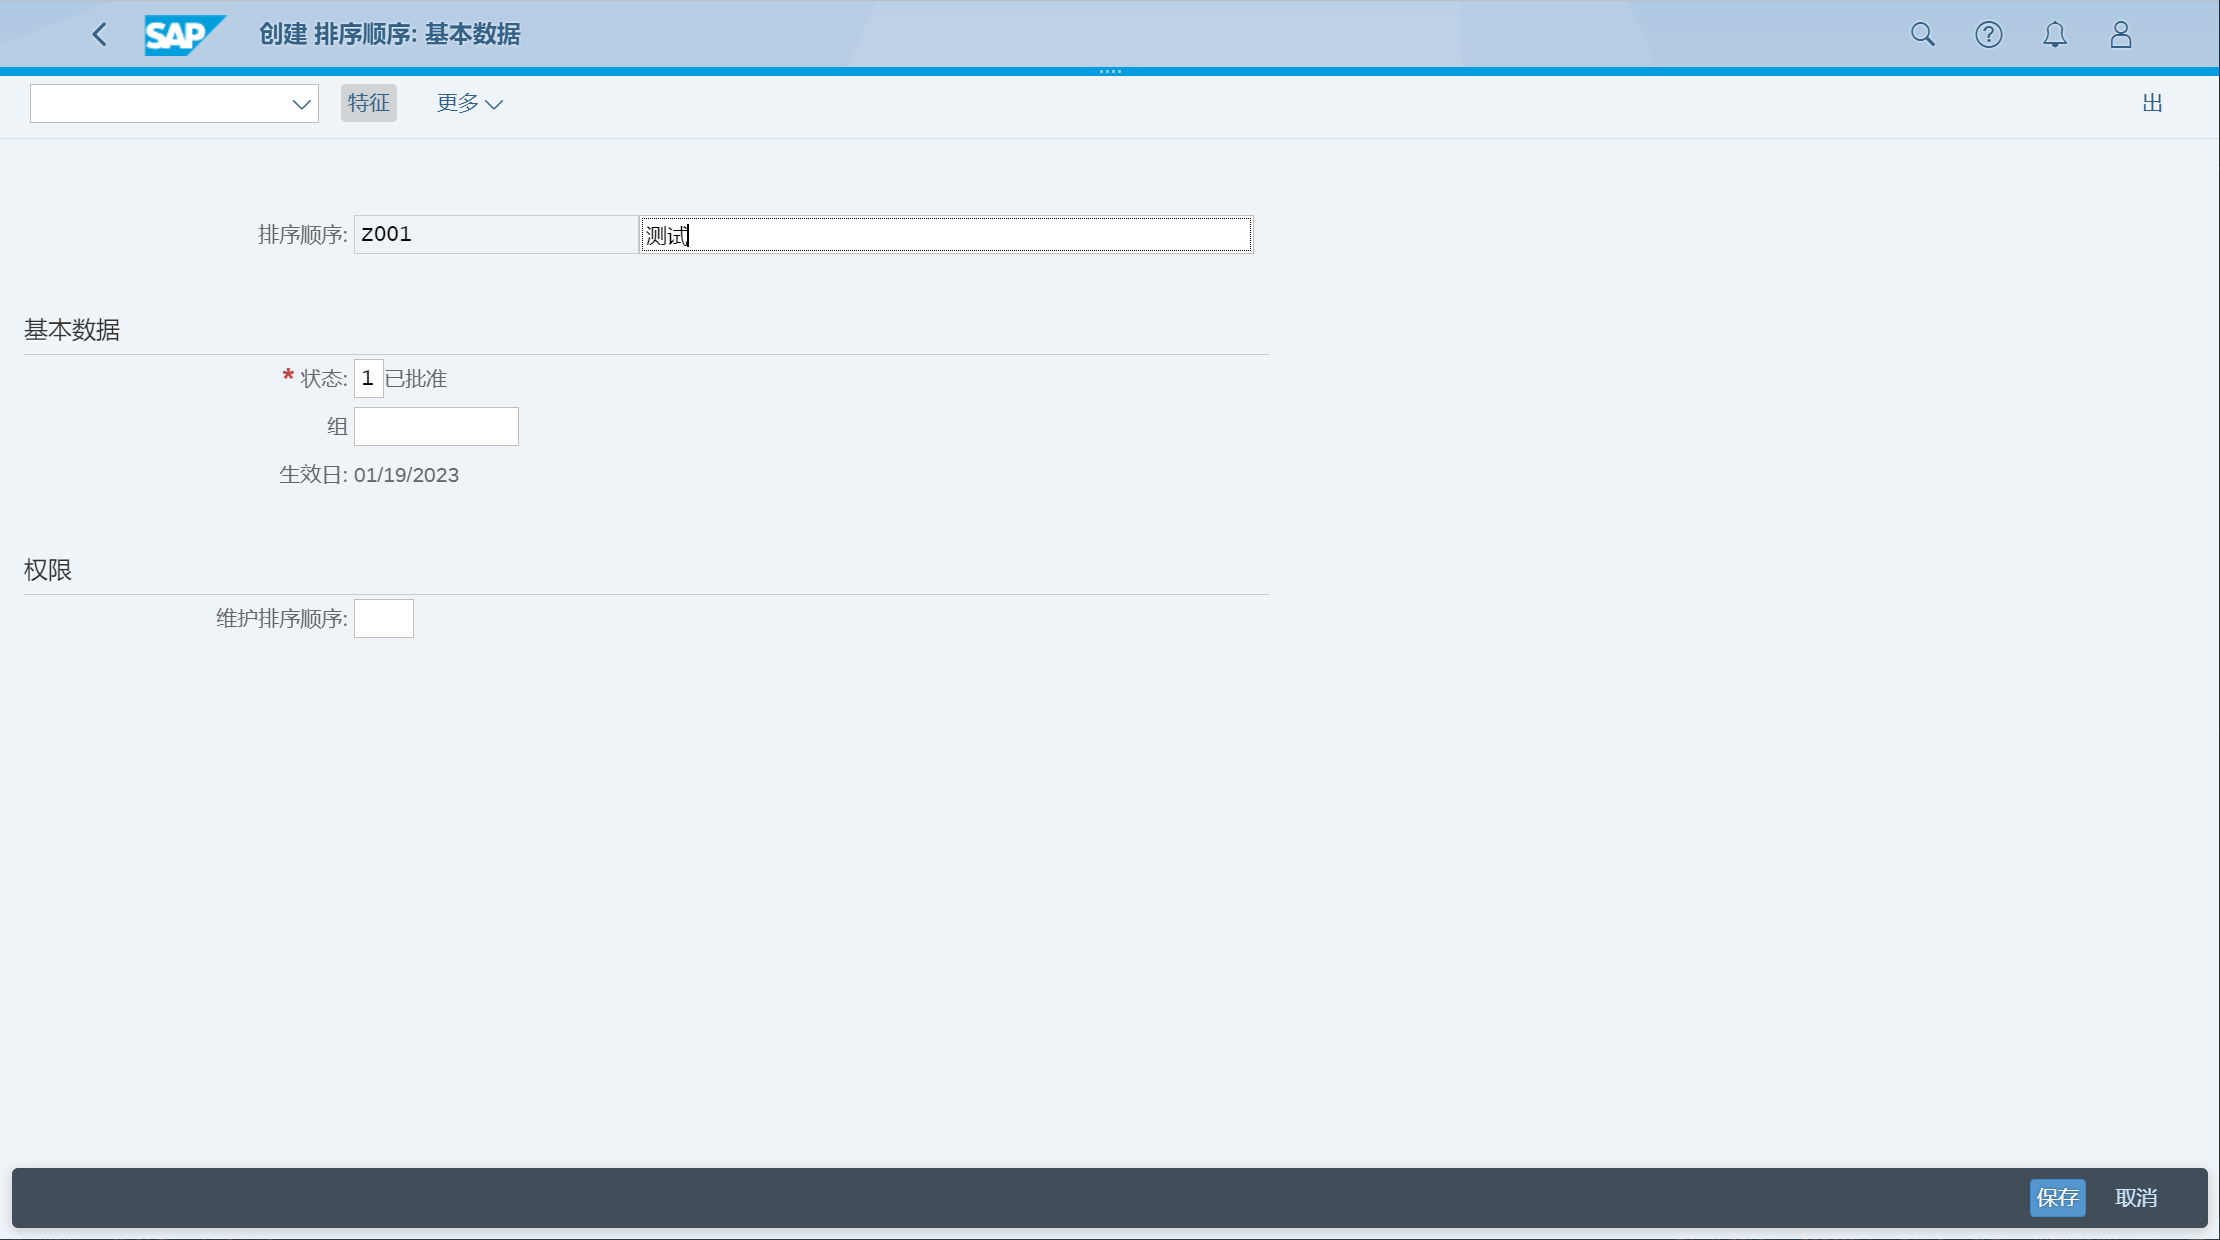 SAP 创建 排序顺序: 基本数据
特征 更多 出
排序顺序: Z001 测试
基本数据
* 状态: 1 已批准
组
生效日: 01/19/2023
权限
维护排序顺序:
保存 取消